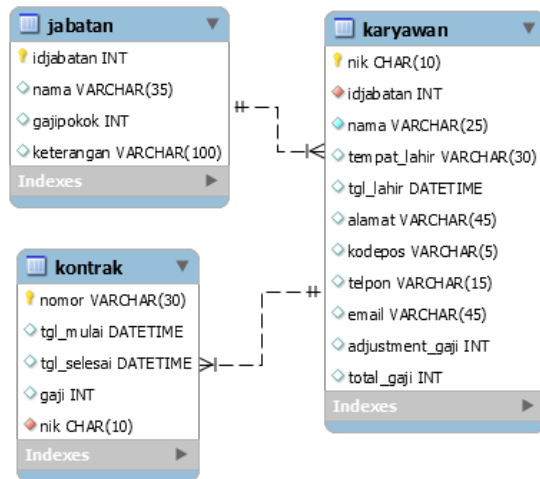 jabatan
idjabatan INT
nama VARCHAR(35)
gajipokok INT
keterangan VARCHAR(100)
Indexes
karyawan
nik CHAR(10)
idjabatan INT
nama VARCHAR(25)
tempat_lahir VARCHAR(30)
tgl_lahir DATETIME
alamat VARCHAR(45)
kodepos VARCHAR(5)
telpon VARCHAR(15)
email VARCHAR(45)
adjustment_gaji INT
total_gaji INT
Indexes
kontrak
nomor VARCHAR(30)
tgl_mulai DATETIME
tgl_selesai DATETIME
gaji INT
nik CHAR(10)
Indexes